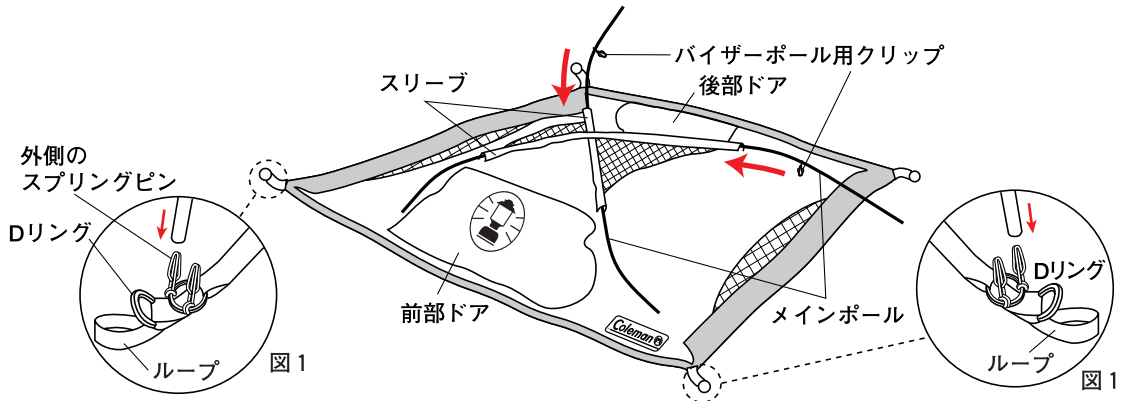 バイザーポール用クリップ
後部ドア
スリーブ
外側の
スプリングピン
Dリング
ループ
図1
前部ドア
Coleman
メインポール
Dリング
ループ
図1